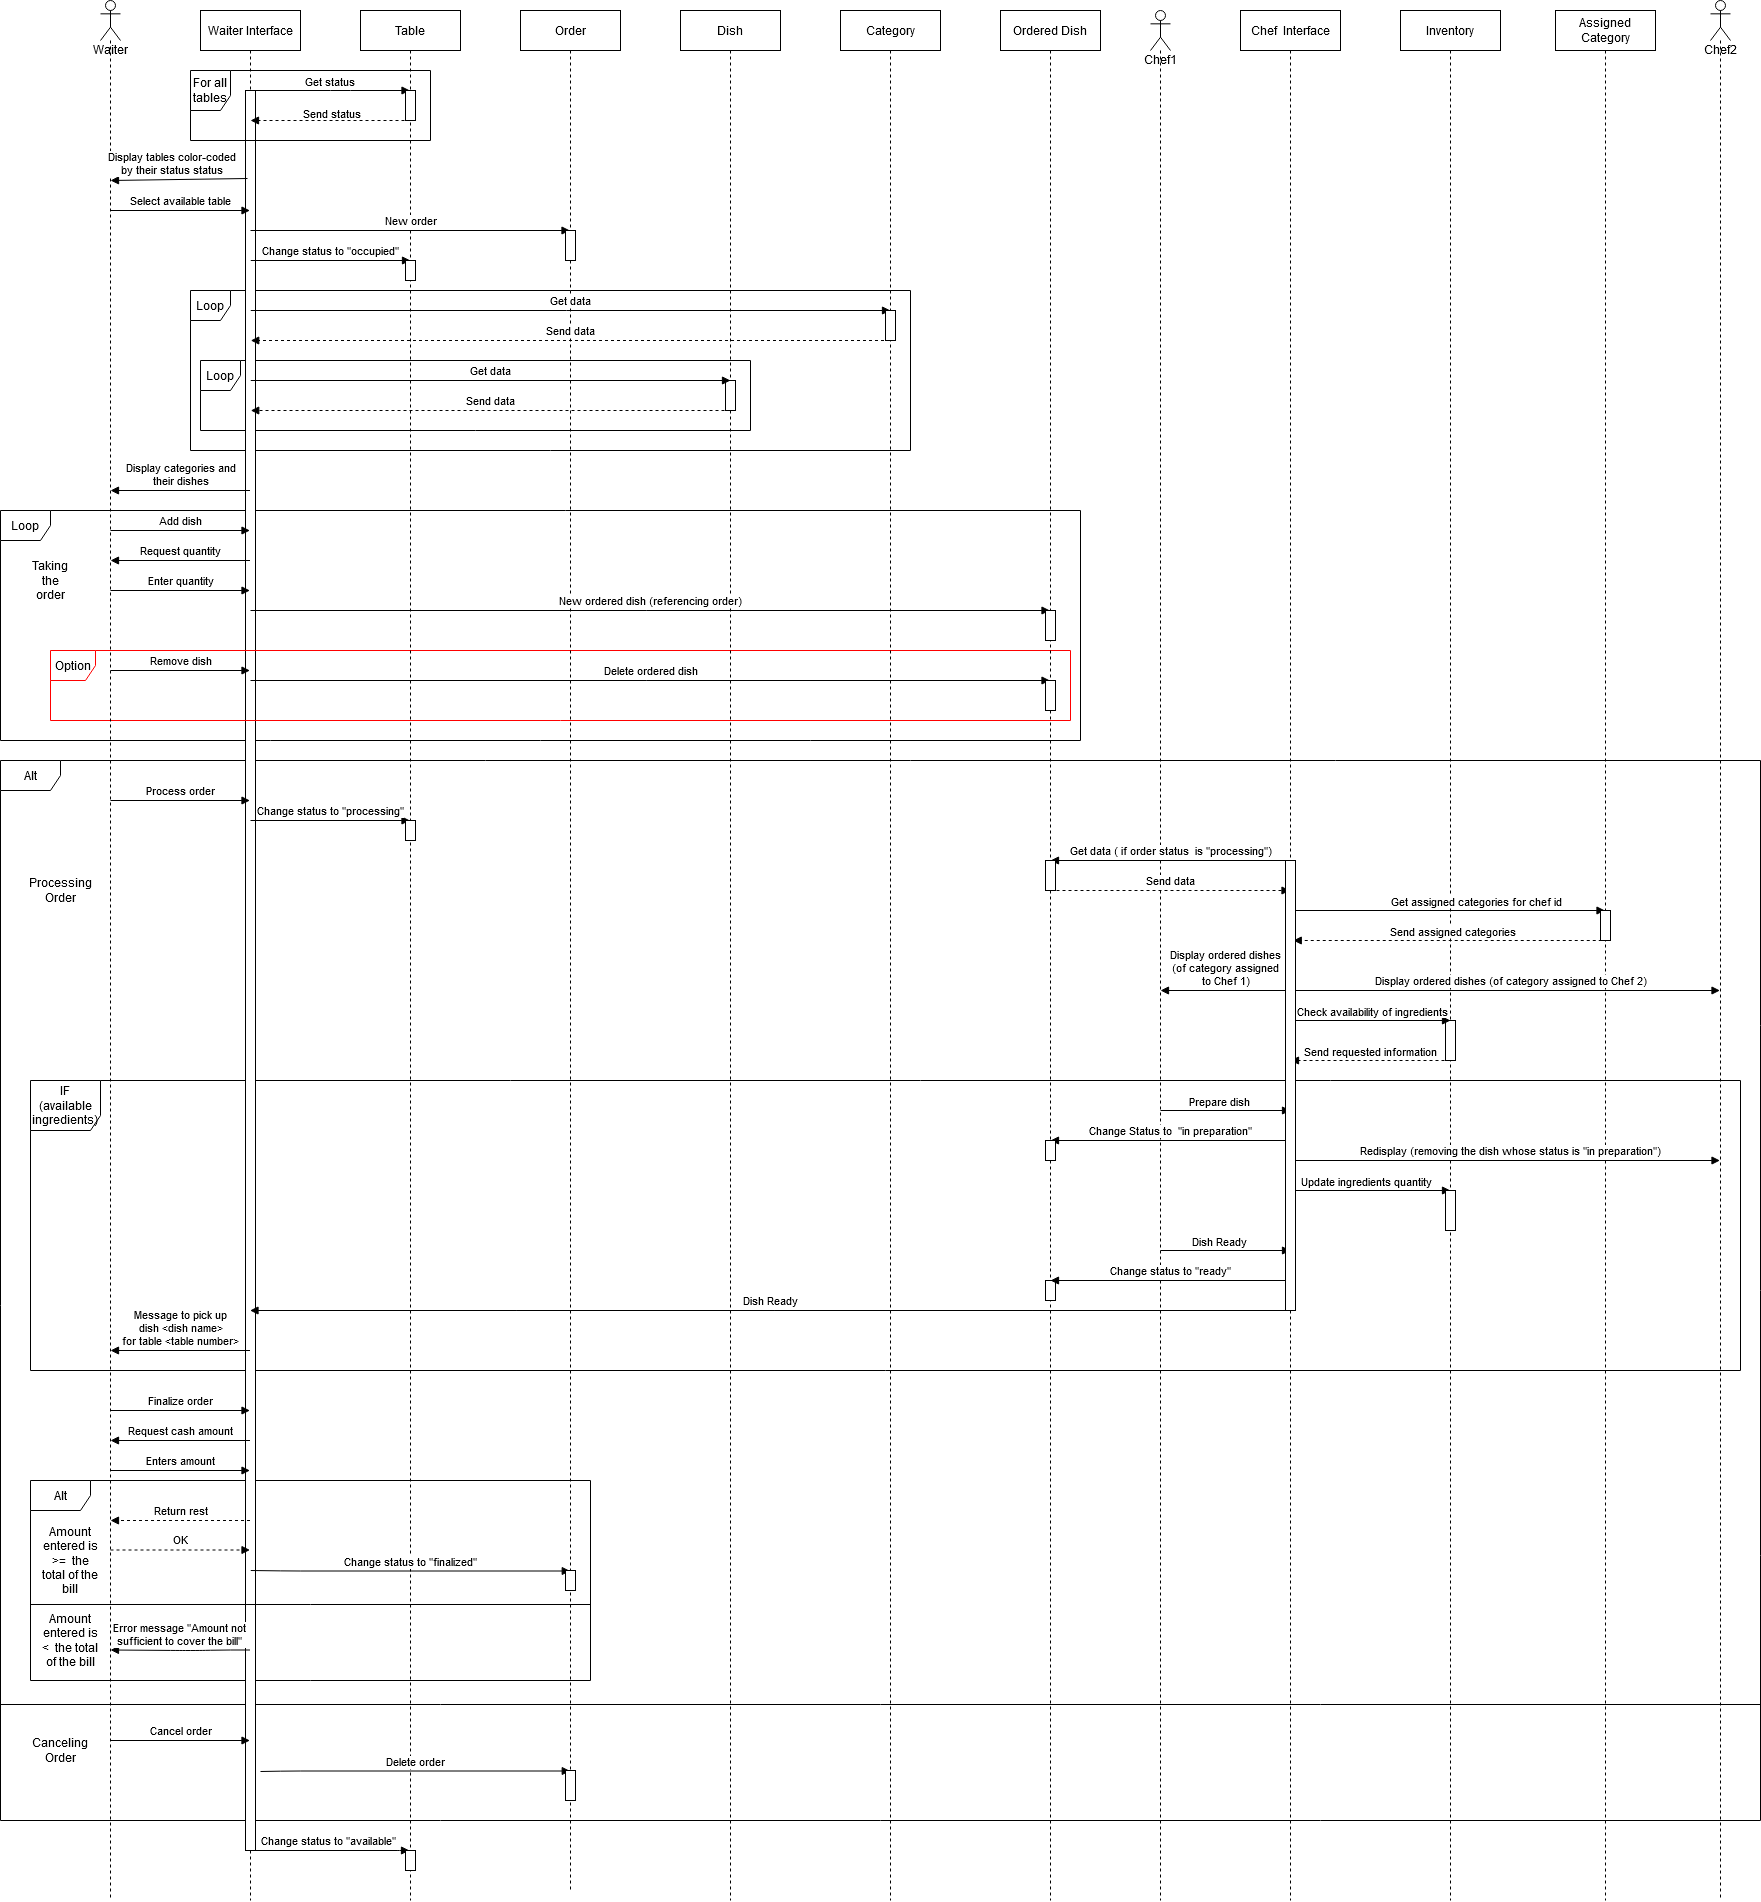 Waiter
Waiter Interface
Table
Order
Dish
Category
Ordered Dish
Chef1
Chef  Interface
Inventory
Assigned
Category
Chef2
For all
tables
Get status
Send status
Display tables color-coded
by their status status
Select available table
New order
Change status to "occupied"
Loop
Get data
Send data
Loop
Get data
Send data
Display categories and
their dishes
Loop
Add dish
Request quantity
Taking
the
order
Enter quantity
New ordered dish (referencing order)
Option
Remove dish
Delete ordered dish
Alt
Process order
Change status to "processing"
Get data ( if order status  is "processing")
Processing
Order
Send data
Get assigned categories for chef id
Send assigned categories
Display ordered dishes
(of category assigned
to Chef 1)
Display ordered dishes (of category assigned to Chef 2)
Check availability of ingredients
Send requested information
IF
(available
ingredients)
Prepare dish
Change Status to  "in preparation"
Redisplay (removing the dish whose status is "in preparation")
Update ingredients quantity
Dish Ready
Change status to "ready"
Dish Ready
Message to pick up
dish <dish name>
for table <table number>
Finalize order
Request cash amount
Enters amount
Alt
Return rest
Amount
entered is
>=  the
total of the
bill
OK
Change status to "finalized"
Amount
entered is
<  the total
of the bill
Error message "Amount not
sufficient to cover the bill"
Canceling
Order
Cancel order
Delete order
Change status to "available"